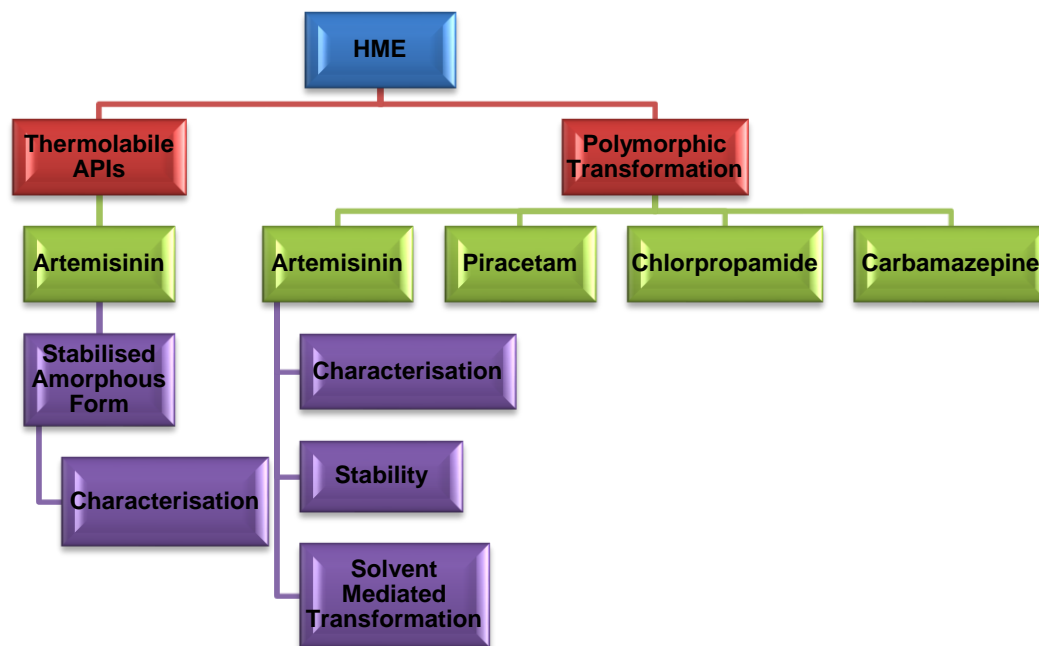 HME
Thermolabile
APIs
Polymorphic
Transformation
Artemisinin
Artemisinin
Piracetam
Chlorpropamide
Carbamazepine
Stabilised
Amorphous
Form
Characterisation
Characterisation
Stability
Solvent
Mediated
Transformation